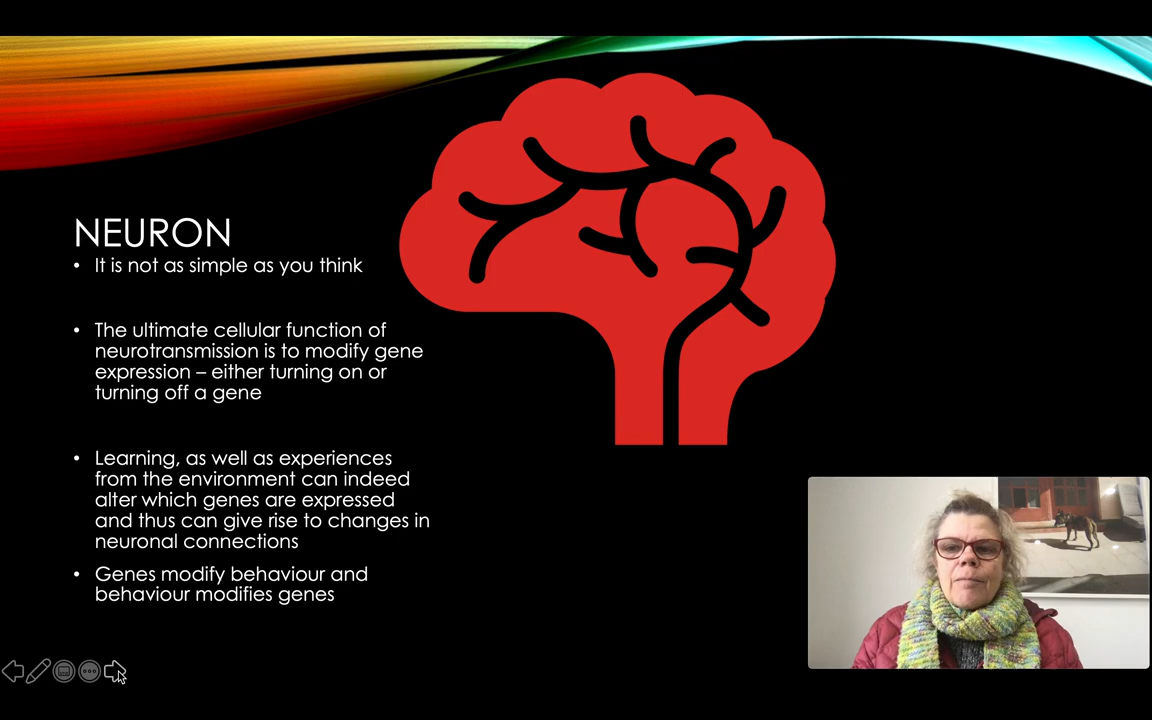 NEURON
• It is not as simple as you think
• The ultimate cellular function of
neurotransmission is to modify gene
expression – either turning on or
turning off a gene
• Learning, as well as experiences
from the environment can indeed
alter which genes are expressed
and thus can give rise to changes in
neuronal connections
• Genes modify behaviour and
behaviour modifies genes